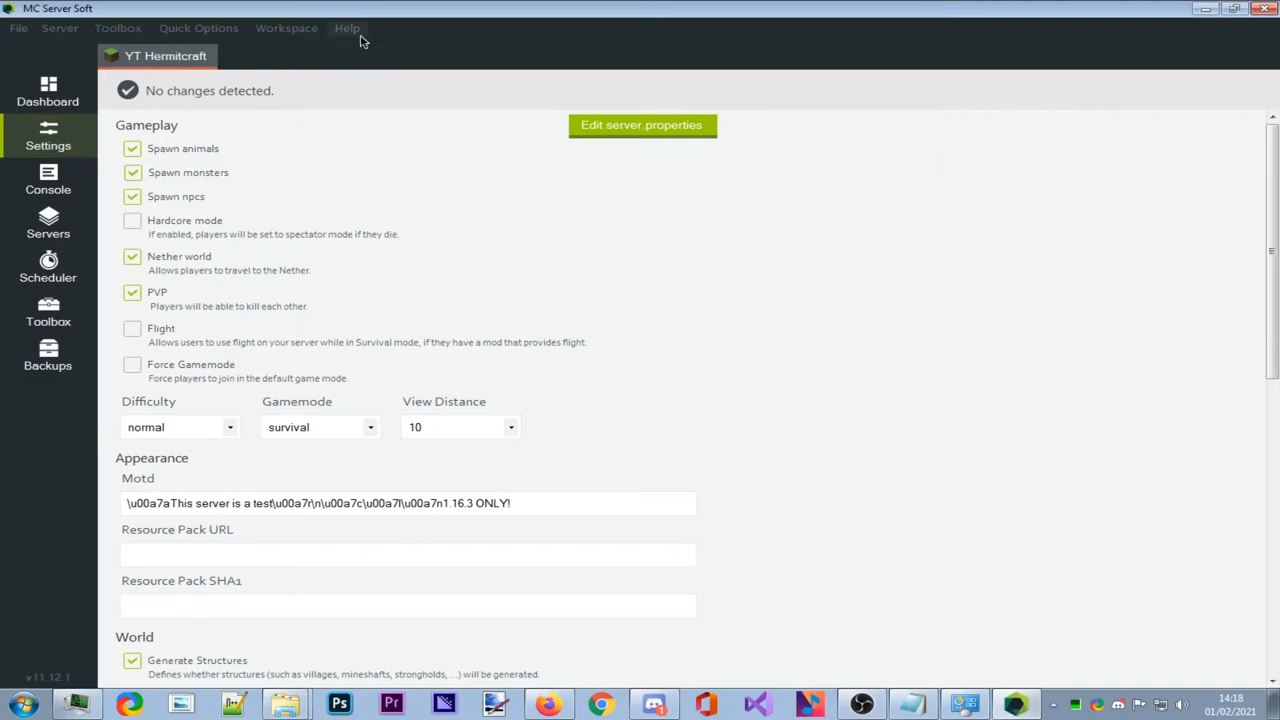 MC Server Soft
File Server Toolbox Quick Options Workspace Help
YT Hermitcraft
Dashboard
Settings
Console
Servers
Scheduler
Toolbox
Backups
v11.12.1
No changes detected.
Gameplay
Edit server.properties
Spawn animals
Spawn monsters
Spawn npcs
Hardcore mode
If enabled, players will be set to spectator mode if they die.
Nether world
Allows players to travel to the Nether.
PVP
Players will be able to kill each other.
Flight
Allows users to use flight on your server while in Survival mode, if they have a mod that provides flight.
Force Gamemode
Force players to join in the default game mode.
Difficulty Gamemode View Distance
normal survival 10
Appearance
Motd
\u00a7aThis server is a test\u00a7r\n\u00a7c\u00a7l\u00a7n1.16.3 ONLY!
Resource Pack URL
Resource Pack SHA1
World
Generate Structures
Defines whether structures (such as villages, mineshafts, strongholds, ...) will be generated.
Ps
Pr
14:18
01/02/2021